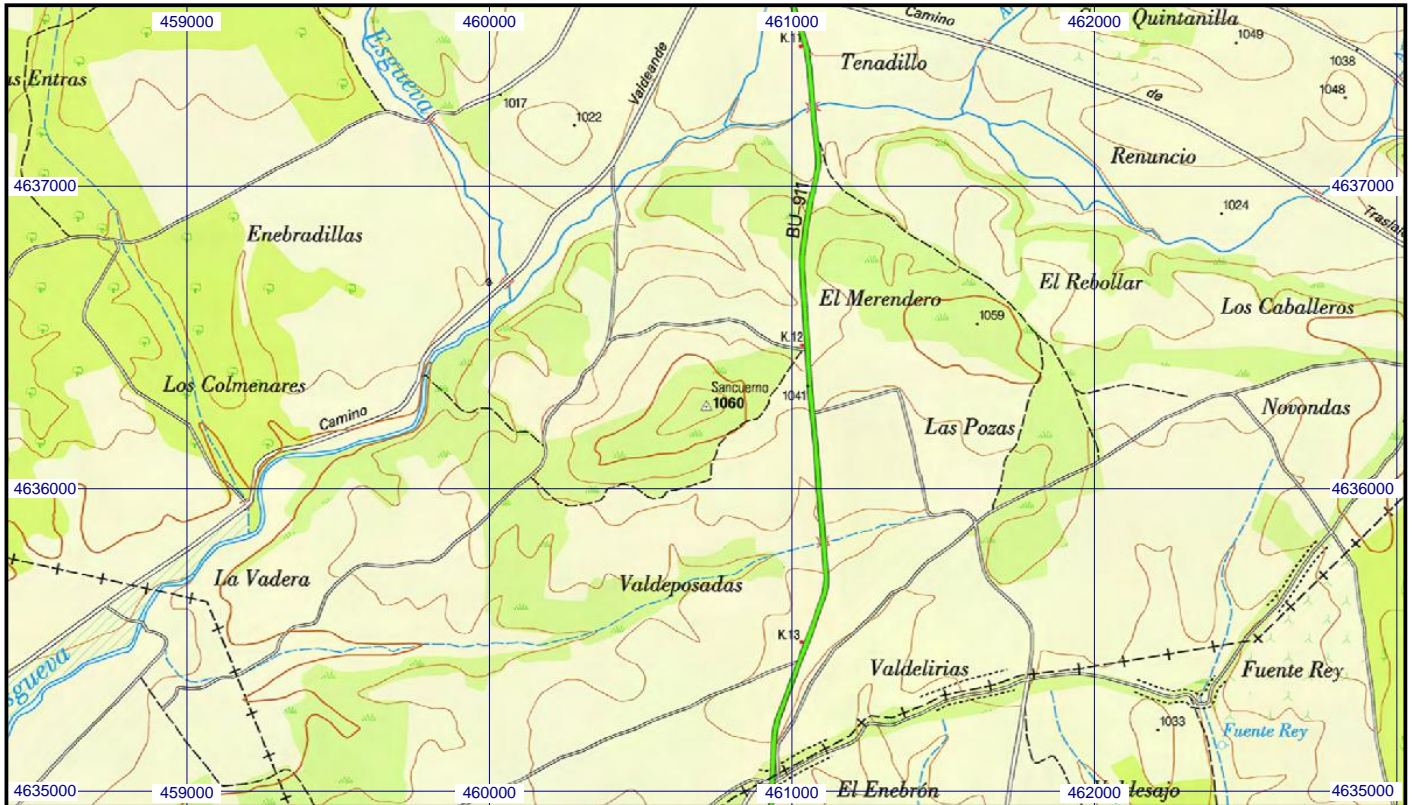 459000
460000
461000
462000
Quintanilla
1049
Camino
K.11
Tenadillo
1038
Esgueva
Valdeande
Entras
de
1048
1017
1022
Renuncio
4637000
4637000
BU-911
1024
Enebradillas
El Rebollar
El Merendero
Los Caballeros
1059
K.12
Los Colmenares
Sancuerno
1060
1041
Camino
Las Pozas
Novondas
4636000
4636000
La Vadera
Valdeposadas
K.13
Valdelirias
Fuente Rey
1033
Fuente Rey
El Enebrón
4635000
4635000
459000
460000
461000
462000